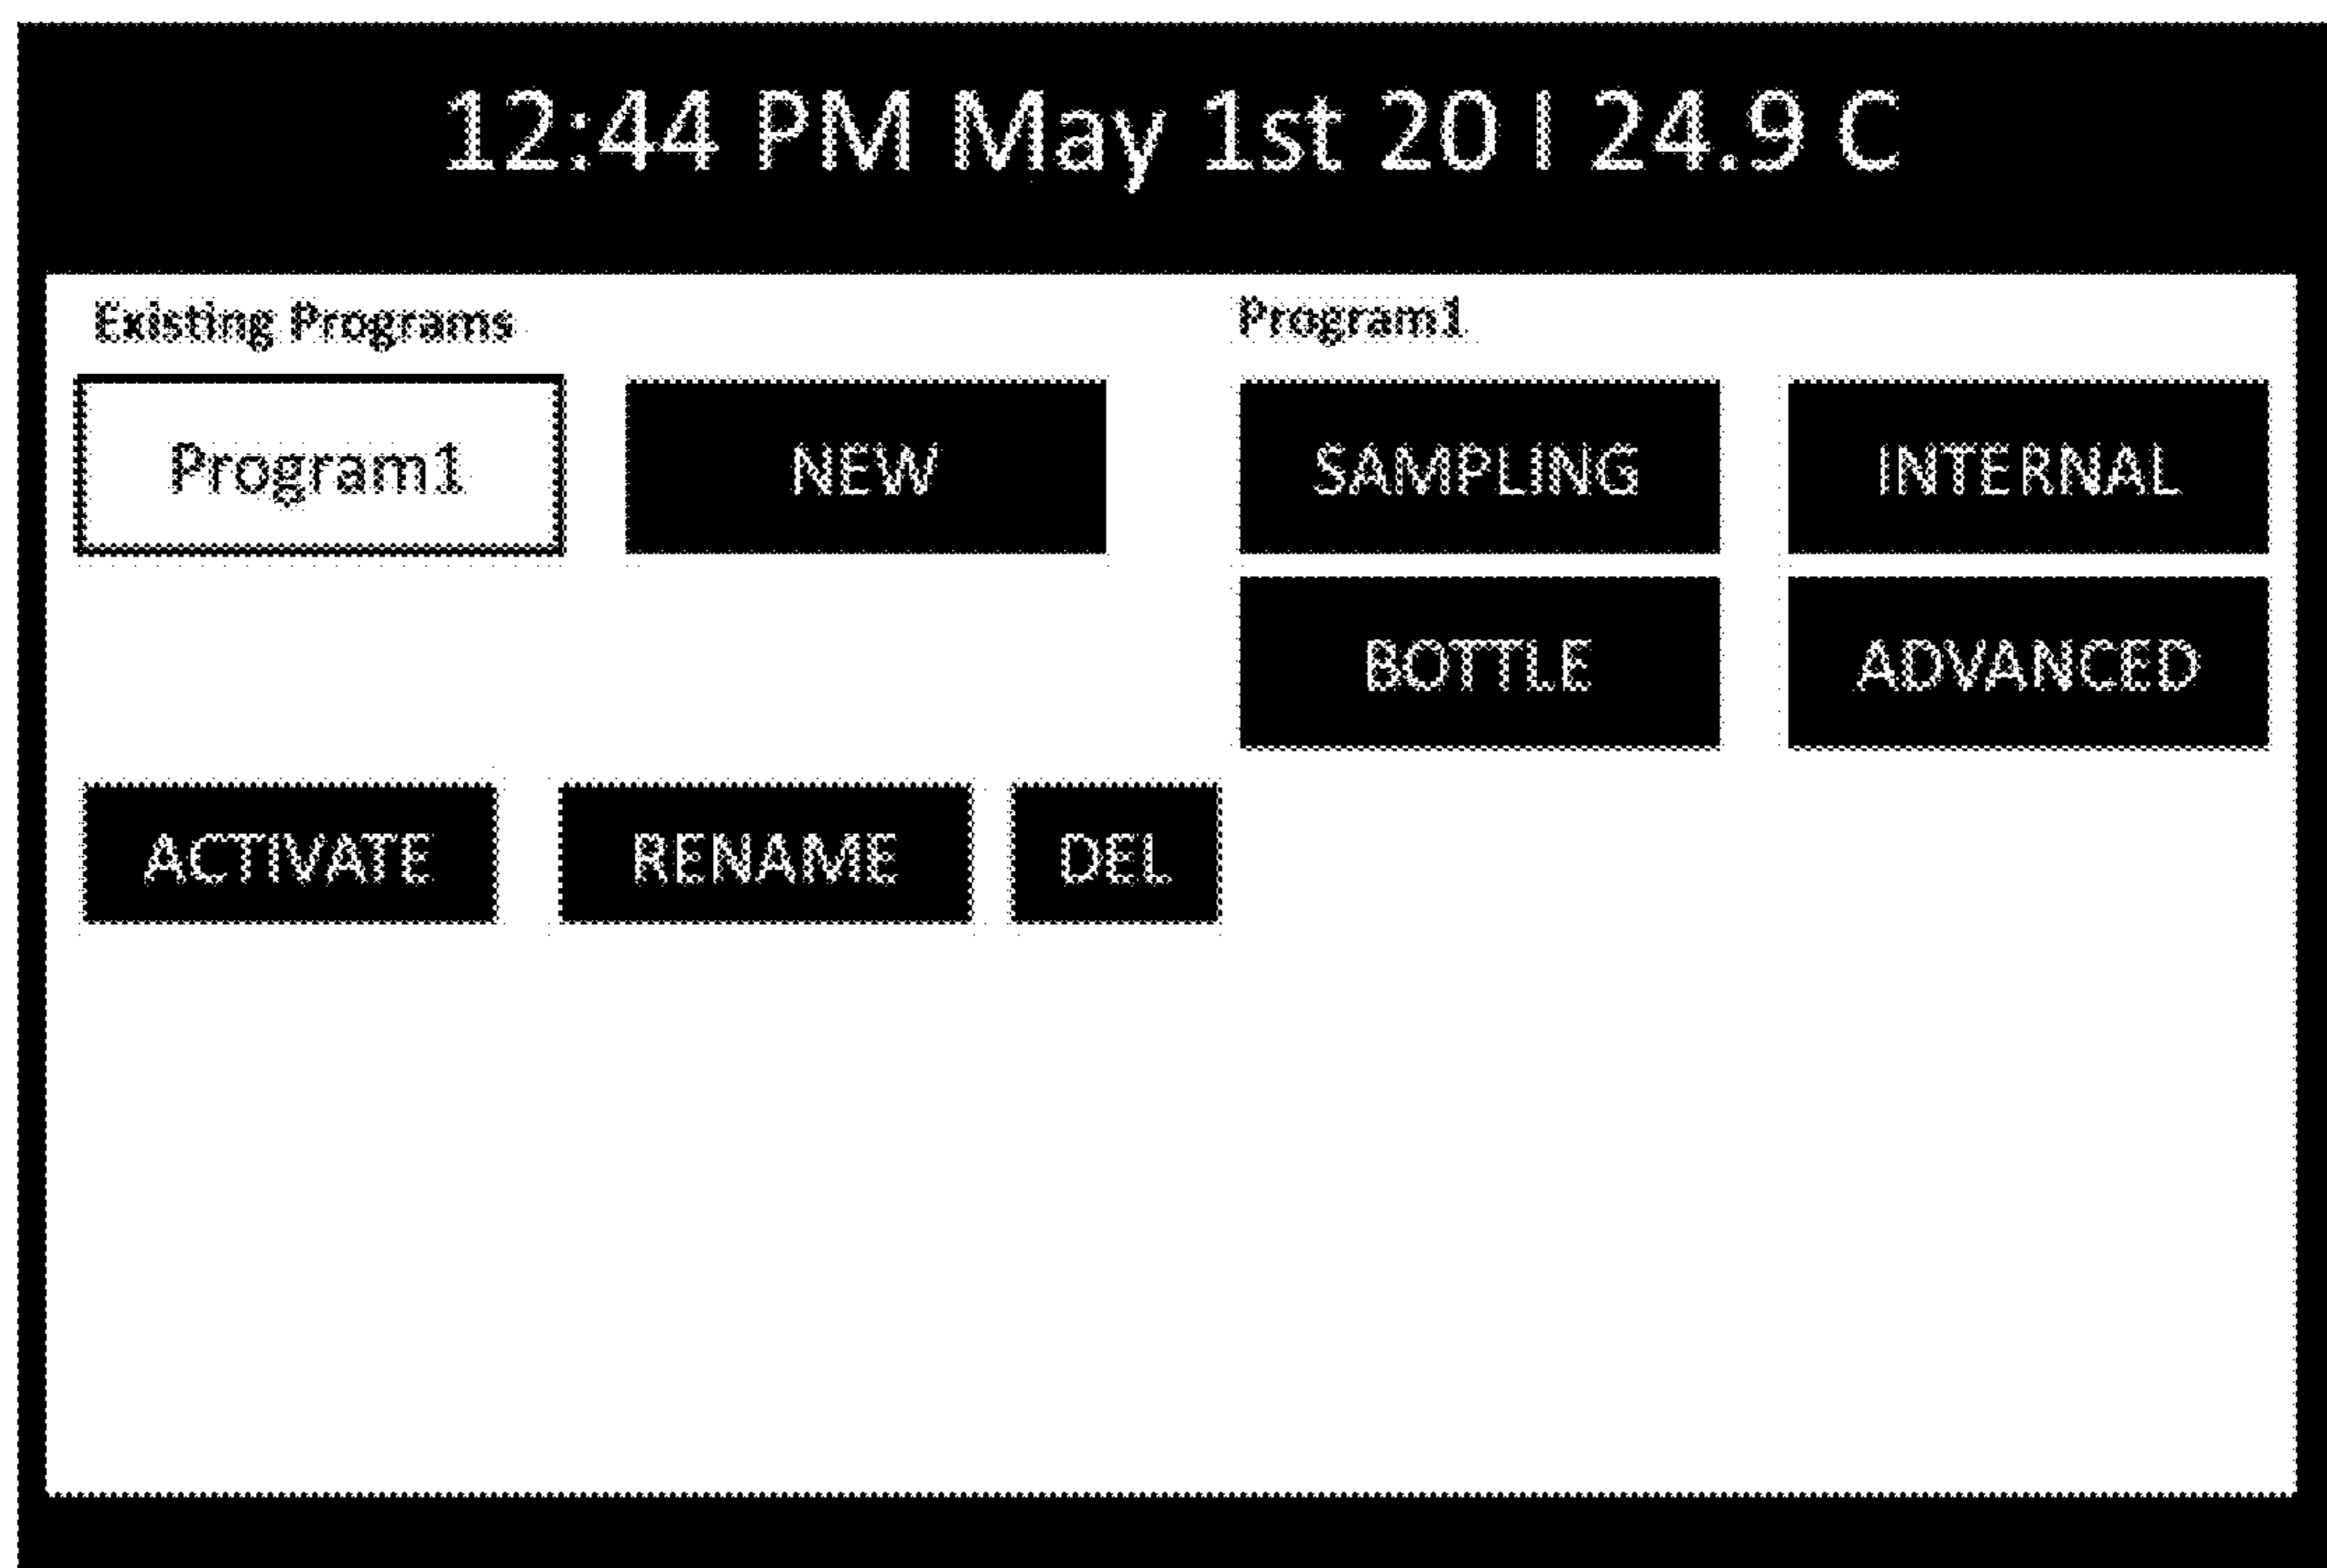 12:44 PM May 1st 20 | 24.9 C
Existing Programs
Program1
NEW
Program1
SAMPLING
INTERNAL
BOTTLE
ADVANCED
ACTIVATE
RENAME
DEL